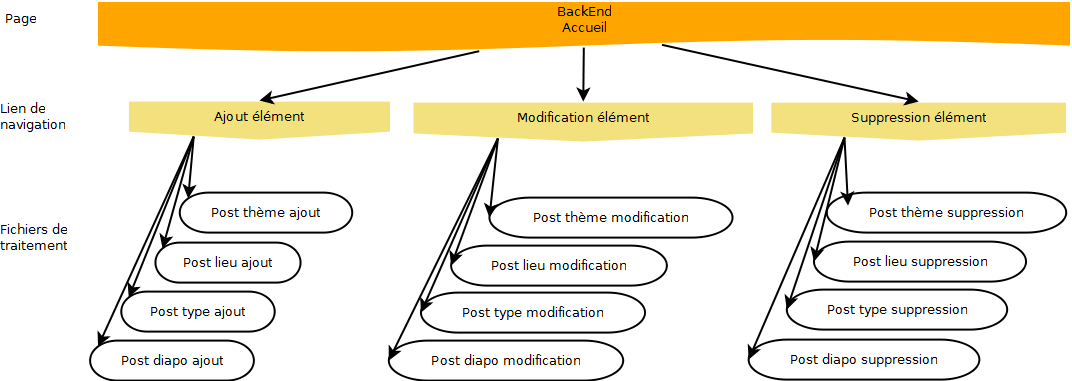 Page
BackEnd
Accueil
Lien de
navigation
Ajout élément
Modification élément
Suppression élément
Fichiers de
traitement
Post thème ajout
Post lieu ajout
Post type ajout
Post diapo ajout
Post thème modification
Post lieu modification
Post type modification
Post diapo modification
Post thème suppression
Post lieu suppression
Post type suppression
Post diapo suppression